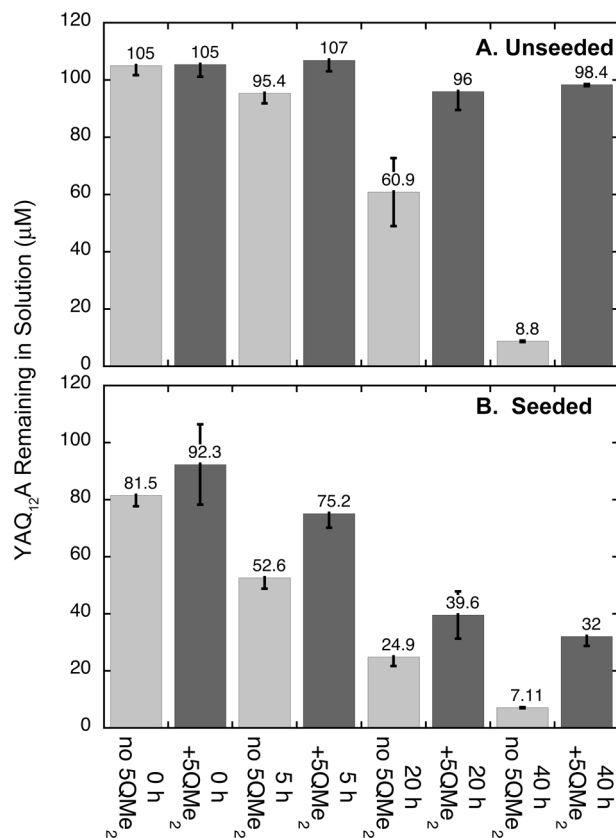 YAQ₁₂A Remaining in Solution (µM)
A. Unseeded
120
100
80
60
40
20
0
105
105
95.4
107
60.9
96
8.8
98.4
B. Seeded
120
100
80
60
40
20
0
81.5
92.3
52.6
75.2
24.9
39.6
7.11
32
0 h
no 5QMe₂
0 h
+5QMe₂
5 h
no 5QMe₂
5 h
+5QMe₂
20 h
no 5QMe₂
20 h
+5QMe₂
40 h
no 5QMe₂
40 h
+5QMe₂